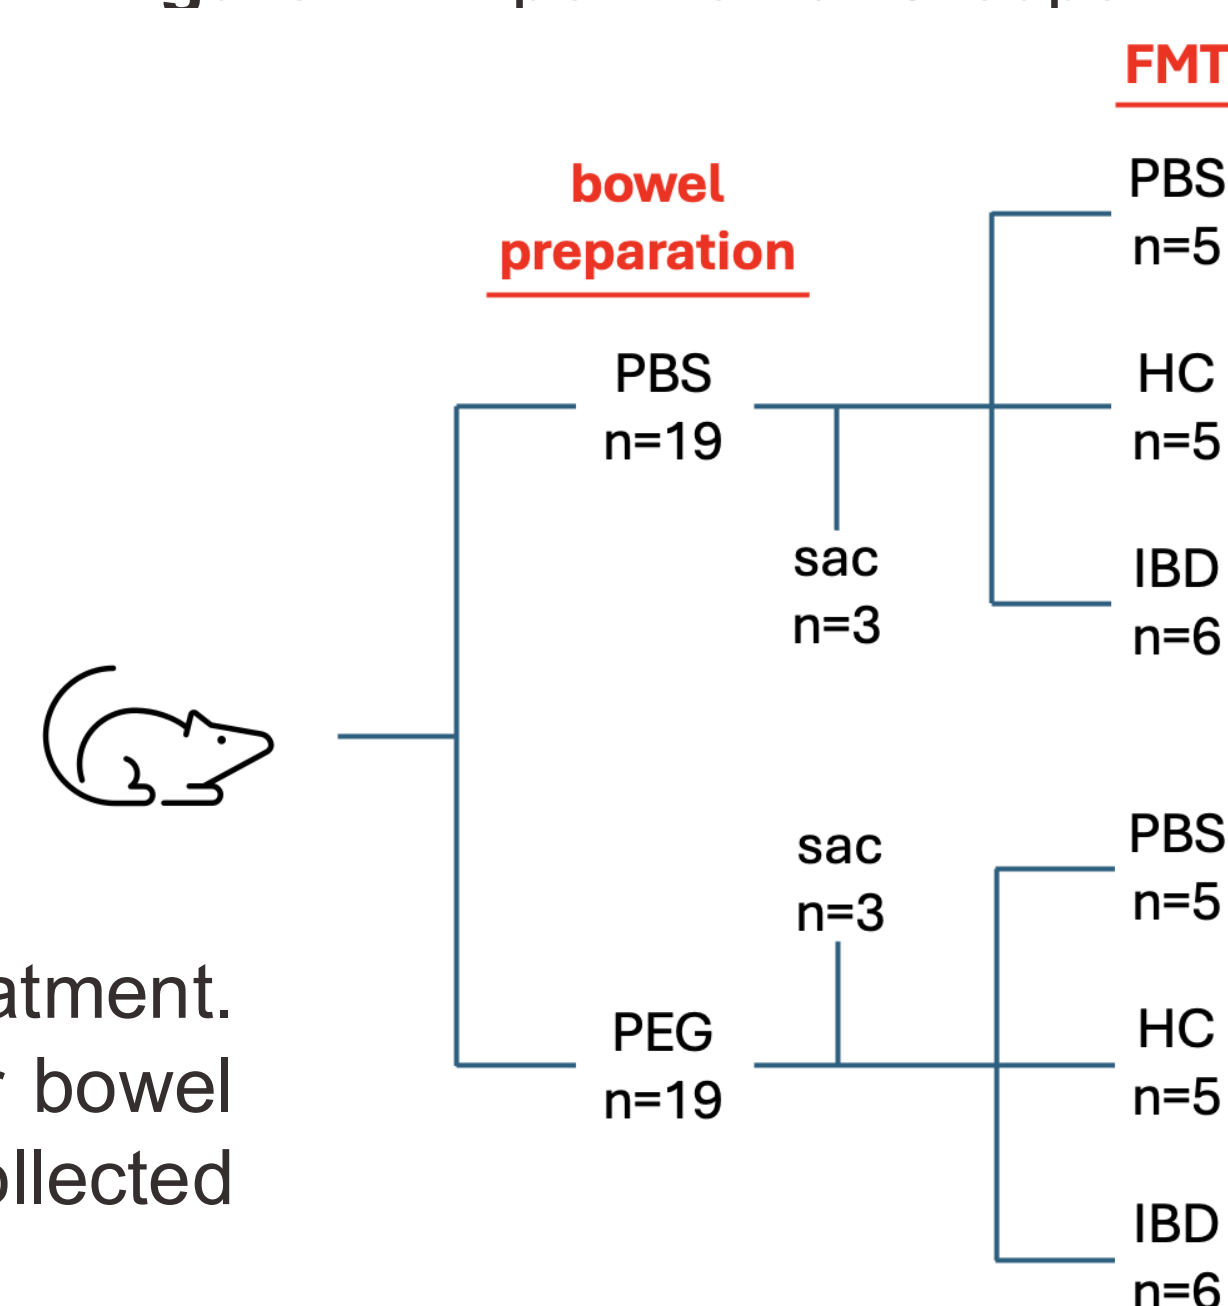 FMT
bowel
preparation
PBS
n=5
PBS
n=19
HC
n=5
sac
n=3
IBD
n=6
sac
n=3
PBS
n=5
atment.
bowel
ollected
PEG
n=19
HC
n=5
IBD
n=6